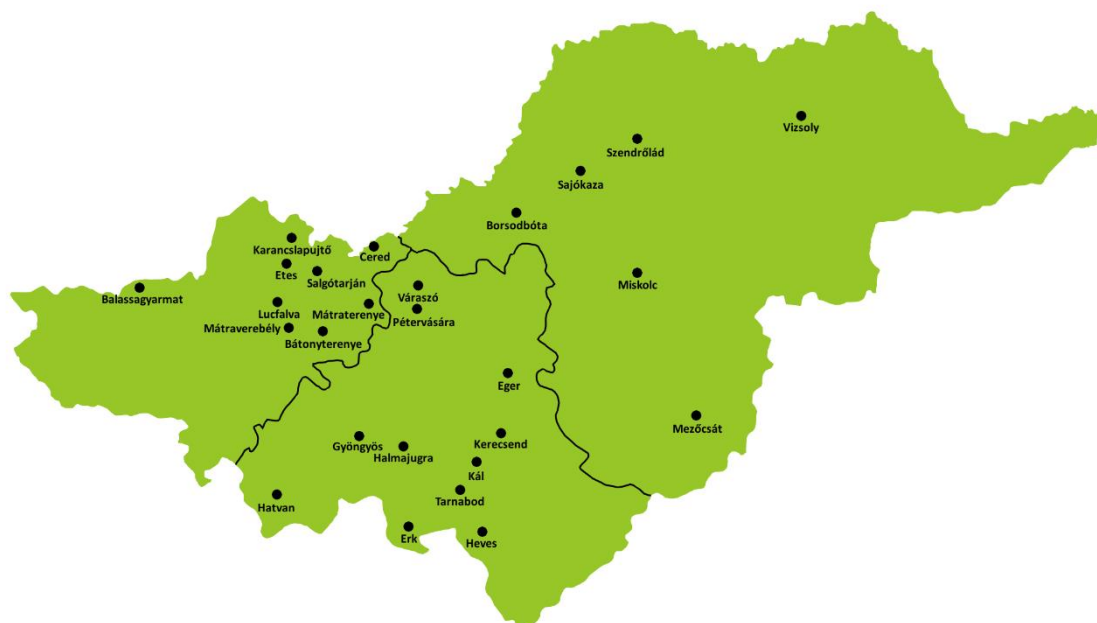 Vizsoly
Szendrőlád
Sajókaza
Borsodbóta
Karancslapujtő
Cered
Etes
Salgótarján
Miskolc
Balassagyarmat
Váraszó
Lucfalva
Mátraterenye
Pétervására
Mátraverebély
Bátonyterenye
Eger
Mezőcsát
Gyöngyös
Kerecsend
Halmajugra
Kál
Tarnabod
Hatvan
Erk
Heves